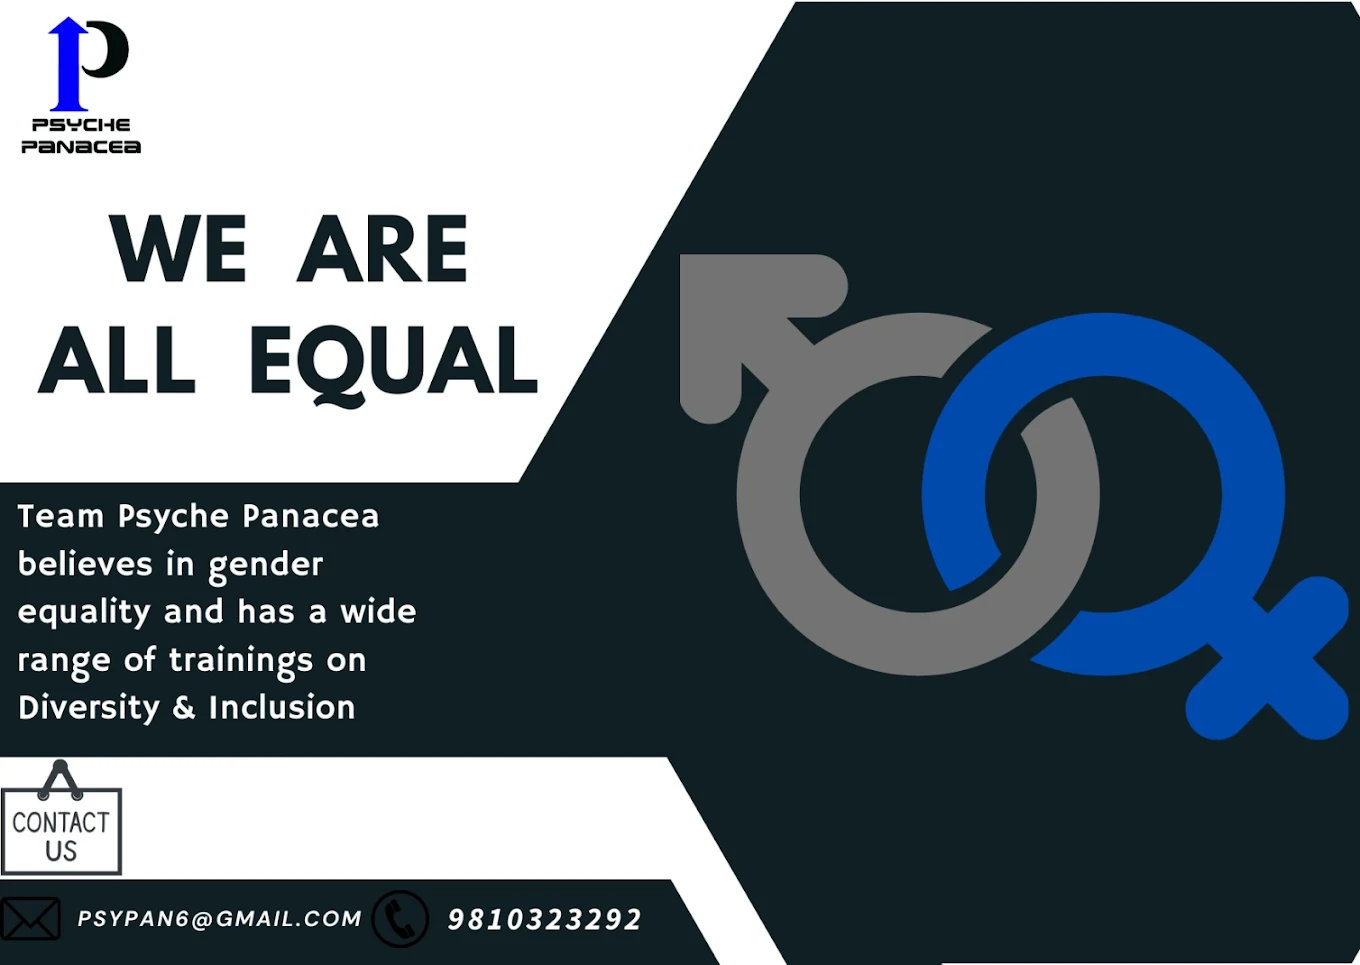 PSYCHE
PANACEA
WE ARE
ALL EQUAL
Team Psyche Panacea
believes in gender
equality and has a wide
range of trainings on
Diversity & Inclusion
CONTACT
US
PSYPAN6@GMAIL.COM
9810323292